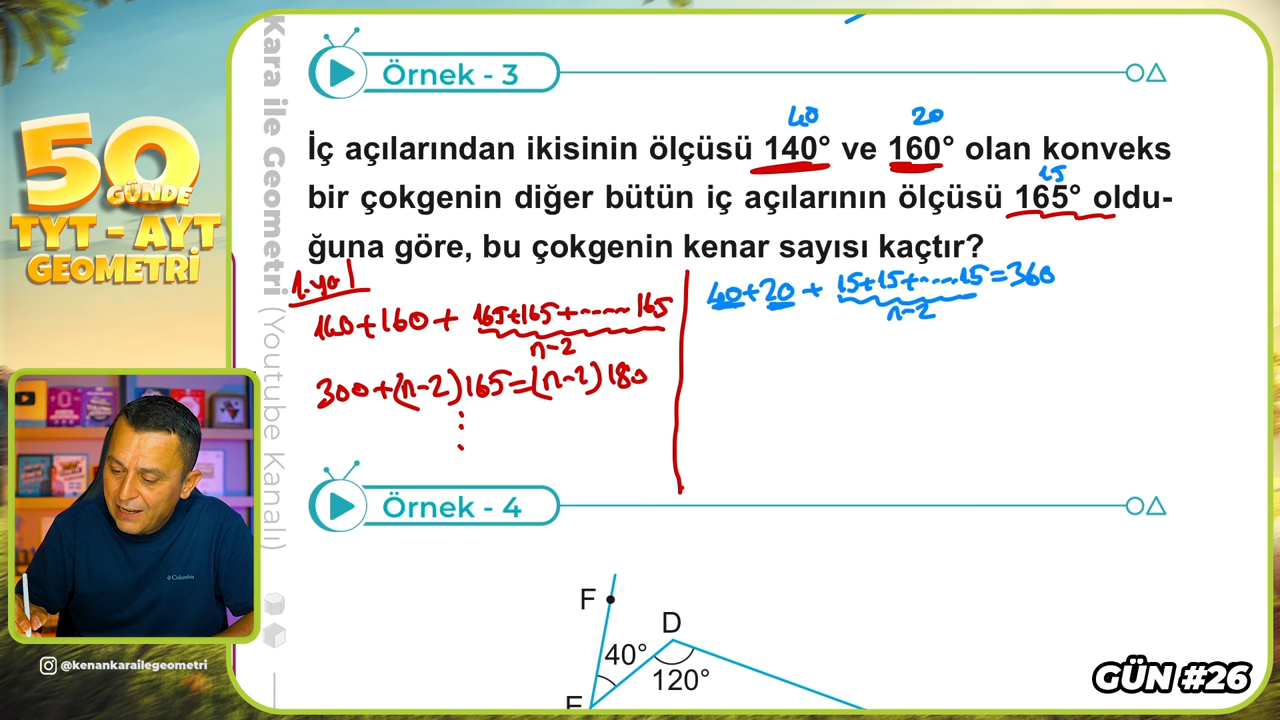 50
GÜNDE
TYT - AYT
GEOMETRİ
Kara ile Geometri (Youtube Kanalı)
Örnek - 3
40 20
İç açılarından ikisinin ölçüsü 140° ve 160° olan konveks
15
bir çokgenin diğer bütün iç açılarının ölçüsü 165° oldu-
ğuna göre, bu çokgenin kenar sayısı kaçtır?
1.yol
140+160+ 165+165+......165
n-2
300+(n-2)165=(n-2)180
40+20+ 15+15+.....15=360
n-2
Örnek - 4
F
D
40°
120°
E
Columbia
@kenankarailegeometri
GÜN #26